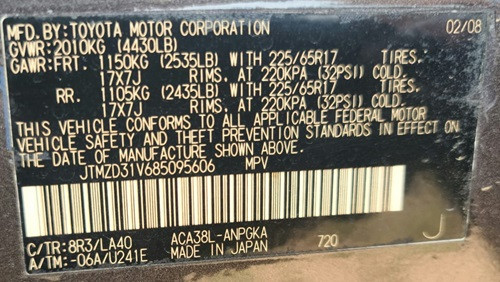 MFD.BY:TOYOTA MOTOR CORPORATION 02/08
GVWR:2010KG (4430LB)
GAWR:FRT. 1150KG (2535LB) WITH 225/65R17 TIRES.
17X7J RIMS. AT 220KPA (32PSI) COLD.
RR. 1105KG (2435LB) WITH 225/65R17 TIRES.
17X7J RIMS. AT 220KPA (32PSI) COLD.
THIS VEHICLE CONFORMS TO ALL APPLICABLE FEDERAL MOTOR
VEHICLE SAFETY AND THEFT PREVENTION STANDARDS IN EFFECT ON
THE DATE OF MANUFACTURE SHOWN ABOVE.
JTMZD31V685095606 MPV
C/TR:8R3/LA40 ACA38L-ANPGKA 720 J
A/TM:-06A/U241E MADE IN JAPAN